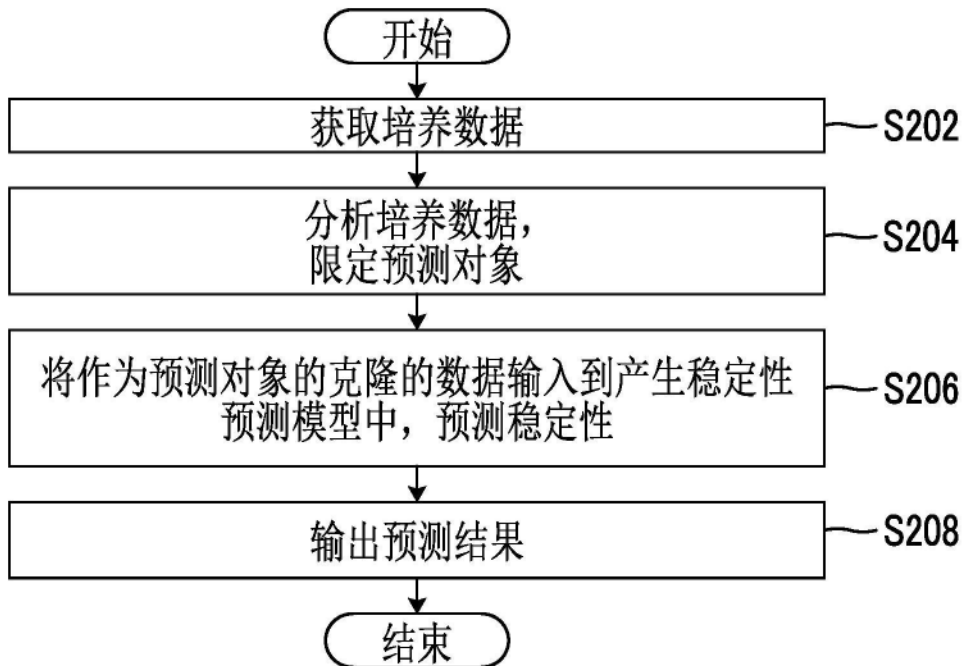 开始
获取培养数据
S202
分析培养数据，
限定预测对象
S204
将作为预测对象的克隆的数据输入到产生稳定性
预测模型中，预测稳定性
S206
输出预测结果
S208
结束